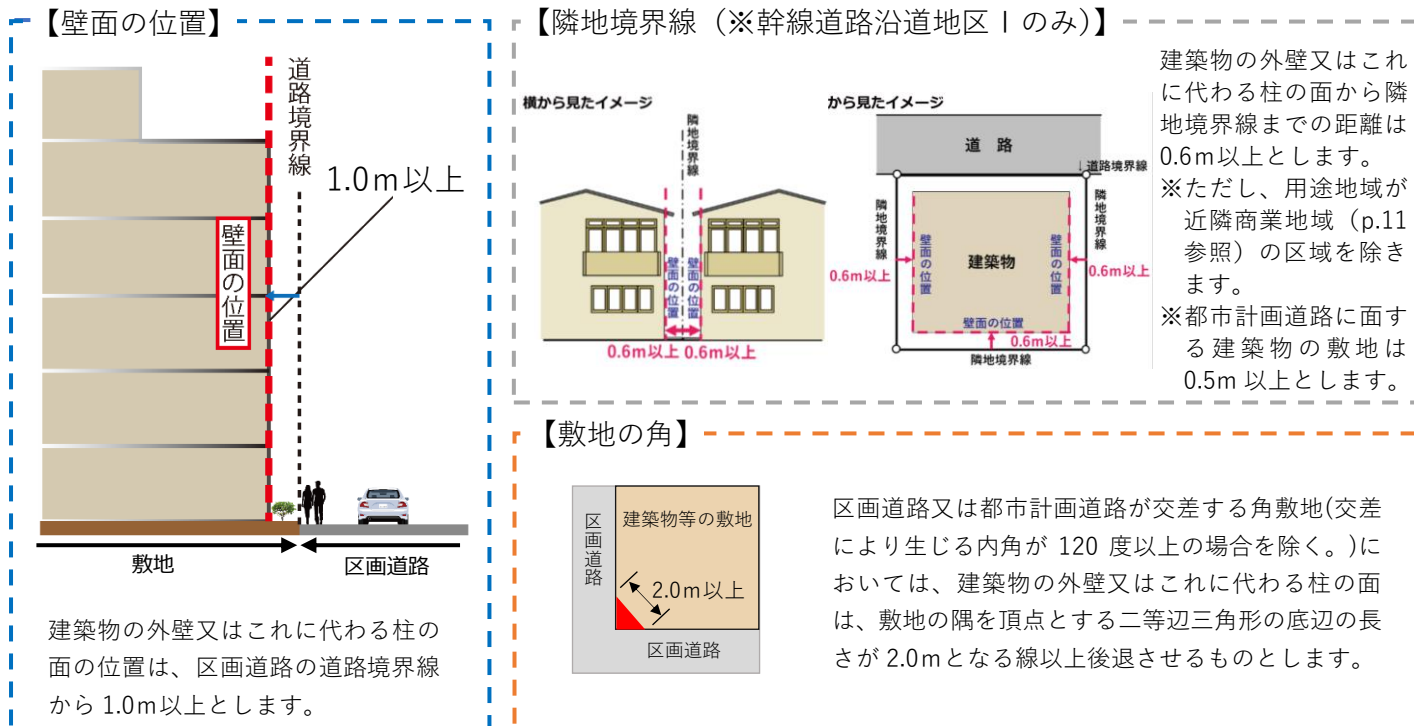 【壁面の位置】
道路境界線
1.0m以上
壁面の位置
敷地
区画道路
建築物の外壁又はこれに代わる柱の
面の位置は、区画道路の道路境界線
から 1.0m以上とします。
【隣地境界線（※幹線道路沿道地区Ⅰのみ）】
横から見たイメージ
隣地境界線
壁面の位置
壁面の位置
0.6m以上 0.6m以上
から見たイメージ
道 路
↓道路境界線
隣地境界線
隣地境界線
壁面の位置
壁面の位置
建築物
0.6m以上
0.6m以上
壁面の位置
0.6m以上
隣地境界線
建築物の外壁又はこれ
に代わる柱の面から隣
地境界線までの距離は
0.6m以上とします。
※ただし、用途地域が
近隣商業地域（p.11
参照）の区域を除き
ます。
※都市計画道路に面す
る建築物の敷地は
0.5m 以上とします。
【敷地の角】
区画道路
建築物等の敷地
2.0m以上
区画道路
区画道路又は都市計画道路が交差する角敷地(交差
により生じる内角が 120 度以上の場合を除く。)に
おいては、建築物の外壁又はこれに代わる柱の面
は、敷地の隅を頂点とする二等辺三角形の底辺の長
さが 2.0mとなる線以上後退させるものとします。